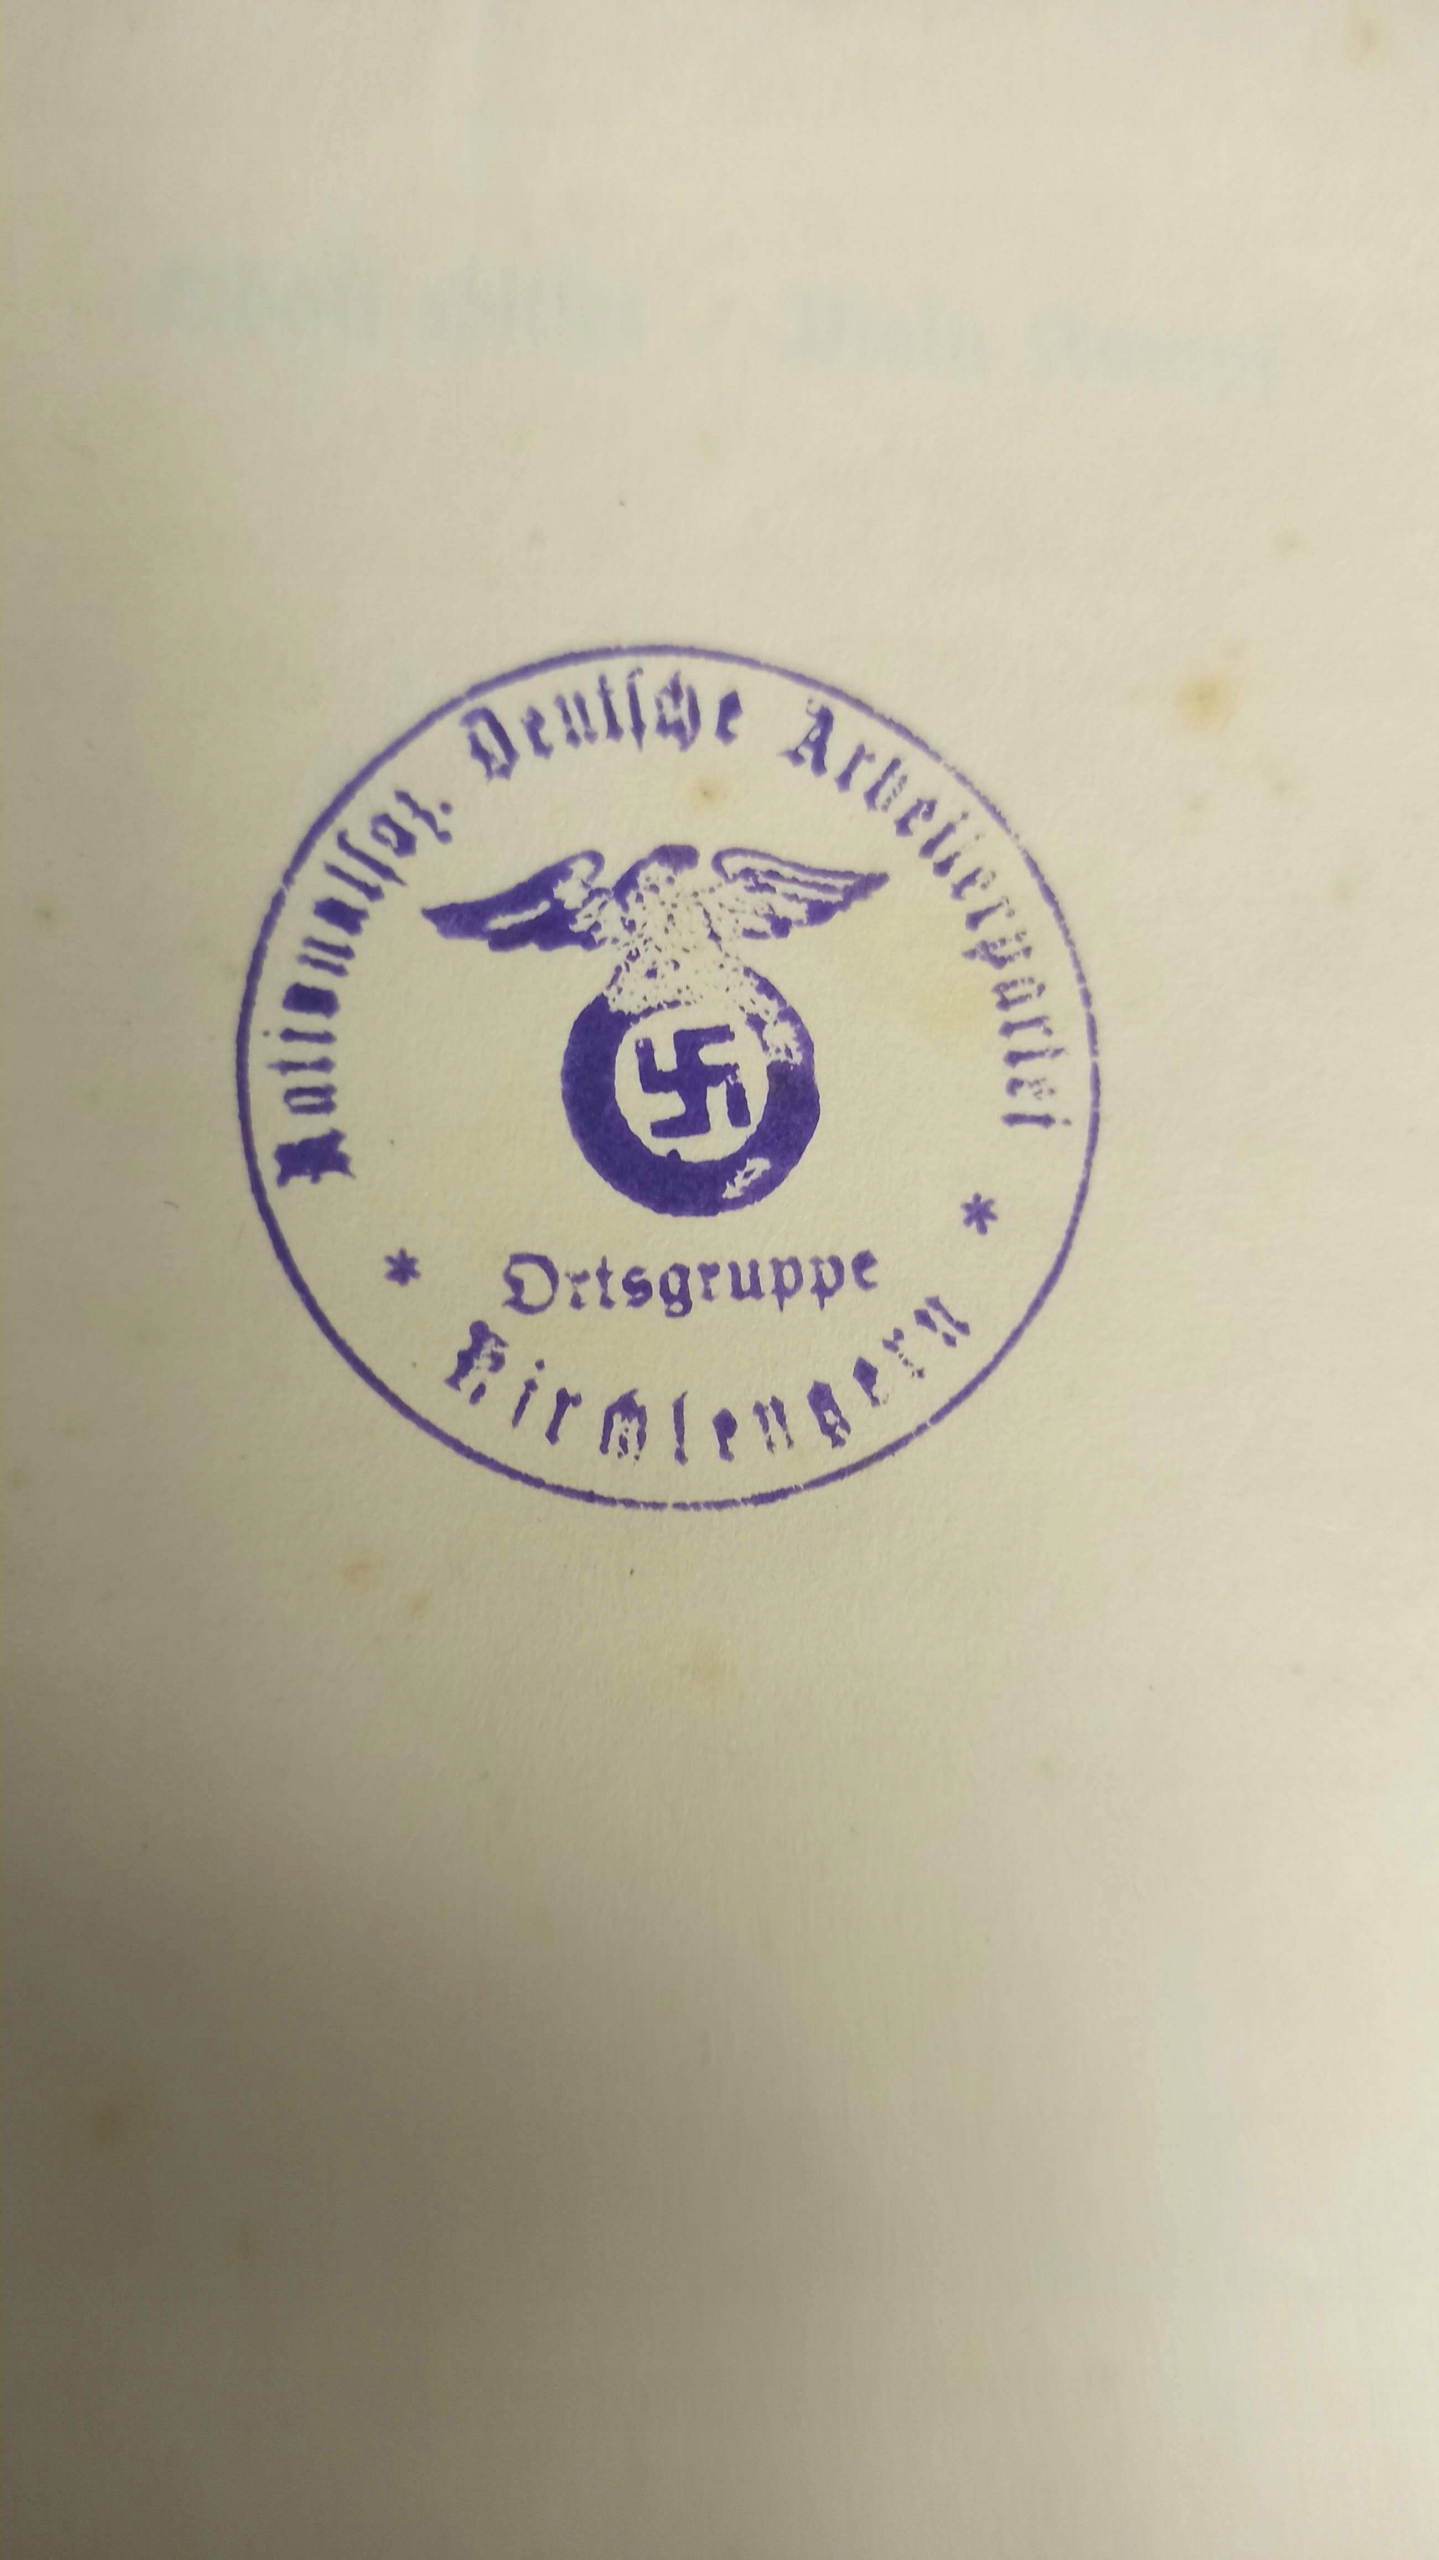 Nationalsoz. Deutsche Arbeiterpartei
Ortsgruppe
Kirchlengern